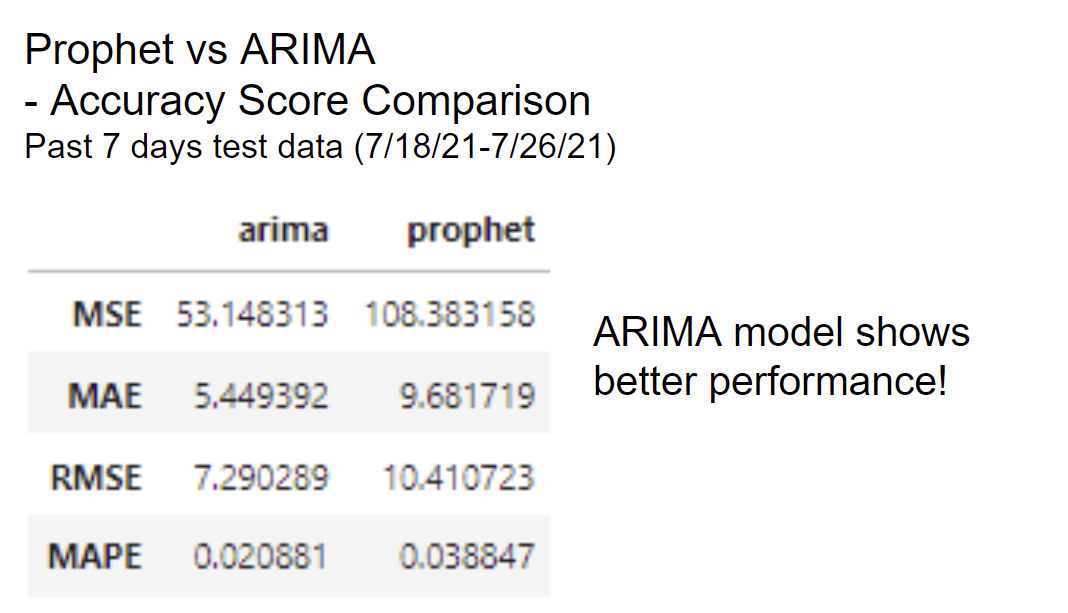 Prophet vs ARIMA
- Accuracy Score Comparison
Past 7 days test data (7/18/21-7/26/21)
arima prophet
MSE 53.148313 108.383158
MAE 5.449392 9.681719
RMSE 7.290289 10.410723
MAPE 0.020881 0.038847
ARIMA model shows
better performance!